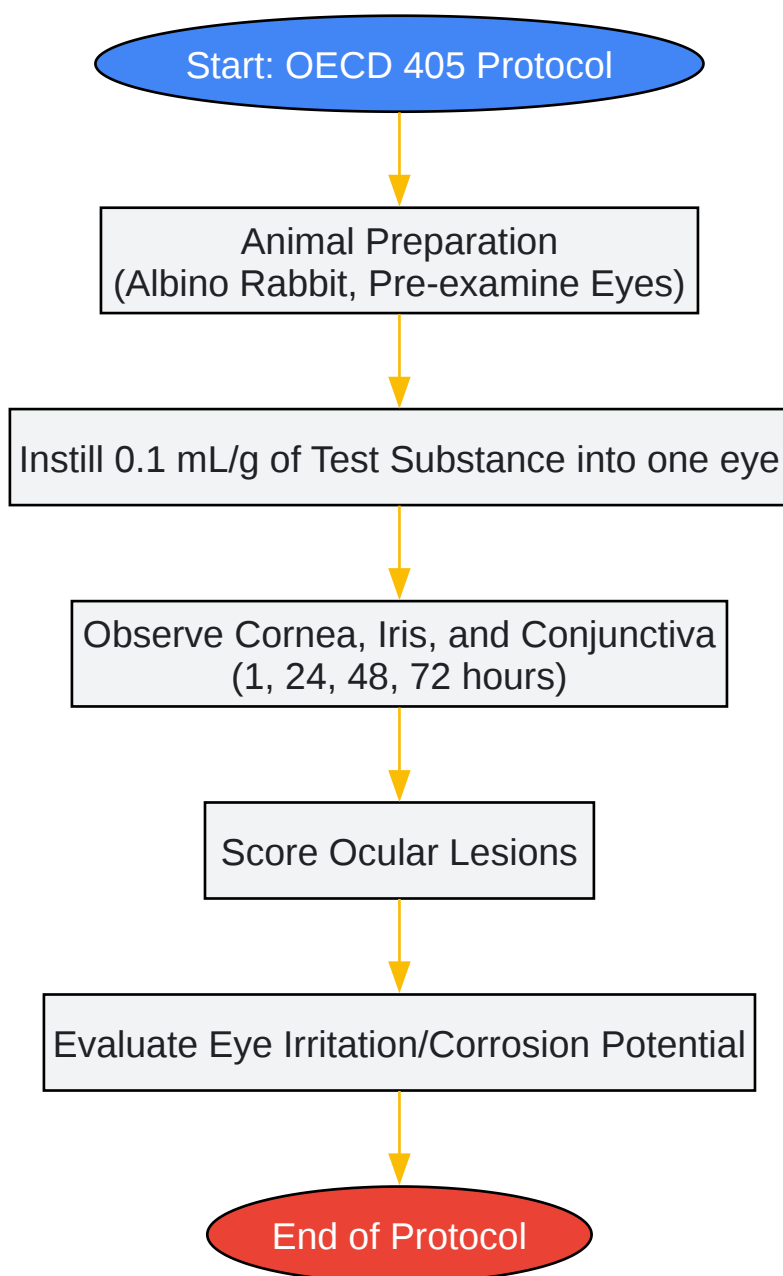 Start: OECD 405 Protocol
Animal Preparation
(Albino Rabbit, Pre-examine Eyes)
Instill 0.1 mL/g of Test Substance into one eye
Observe Cornea, Iris, and Conjunctiva
(1, 24, 48, 72 hours)
Score Ocular Lesions
Evaluate Eye Irritation/Corrosion Potential
End of Protocol